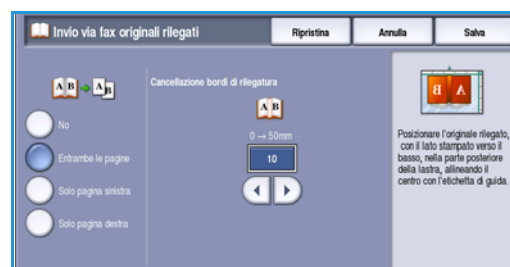 Invio via fax originali rilegati
Ripristina
Annulla
Salva
A B A B
No
Entrambe le pagine
Solo pagina sinistra
Solo pagina destra
Cancellazione bordi di rilegatura
A B
0 → 50mm
10
B A
Posizionare l'originale rilegato,
con il lato stampato verso il
basso, nella parte posteriore
della lastra, allineando il
centro con l'etichetta di guida.